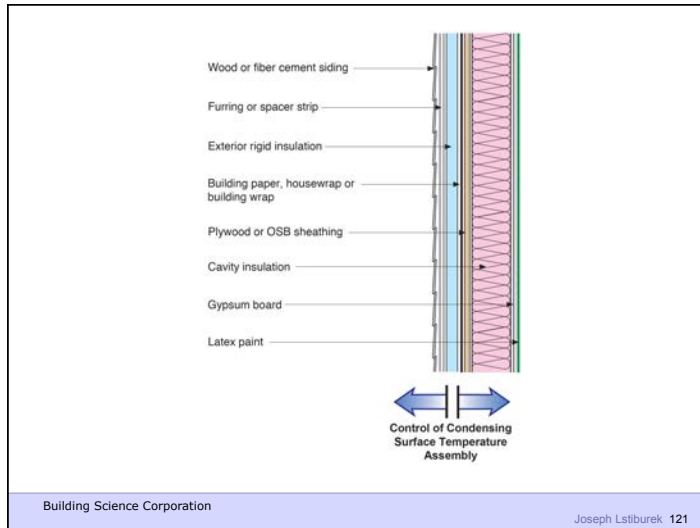 Wood or fiber cement siding
Furring or spacer strip
Exterior rigid insulation
Building paper, housewrap or
building wrap
Plywood or OSB sheathing
Cavity insulation
Gypsum board
Latex paint
Control of Condensing
Surface Temperature
Assembly
Building Science Corporation
Joseph Lstiburek 121